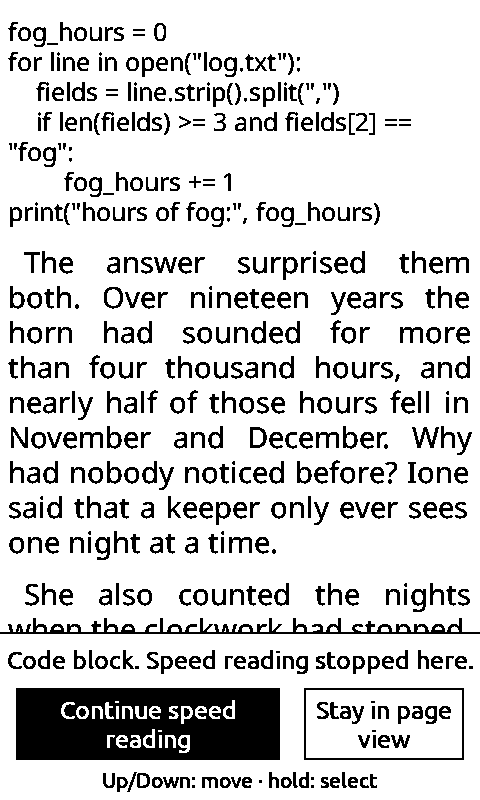 fog_hours = 0
for line in open("log.txt"):
    fields = line.strip().split(",")
    if len(fields) >= 3 and fields[2] ==
"fog":
        fog_hours += 1
print("hours of fog:", fog_hours)
The answer surprised them
both. Over nineteen years the
horn had sounded for more
than four thousand hours, and
nearly half of those hours fell in
November and December. Why
had nobody noticed before? Ione
said that a keeper only ever sees
one night at a time.
She also counted the nights
when the clockwork had stopped,
Code block. Speed reading stopped here.
Continue speed
reading
Stay in page
view
Up/Down: move · hold: select